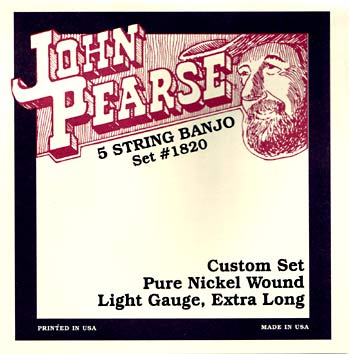 JOHN
PEARSE
5 STRING BANJO
Set #1820
Custom Set
Pure Nickel Wound
Light Gauge, Extra Long
PRINTED IN USA
MADE IN USA